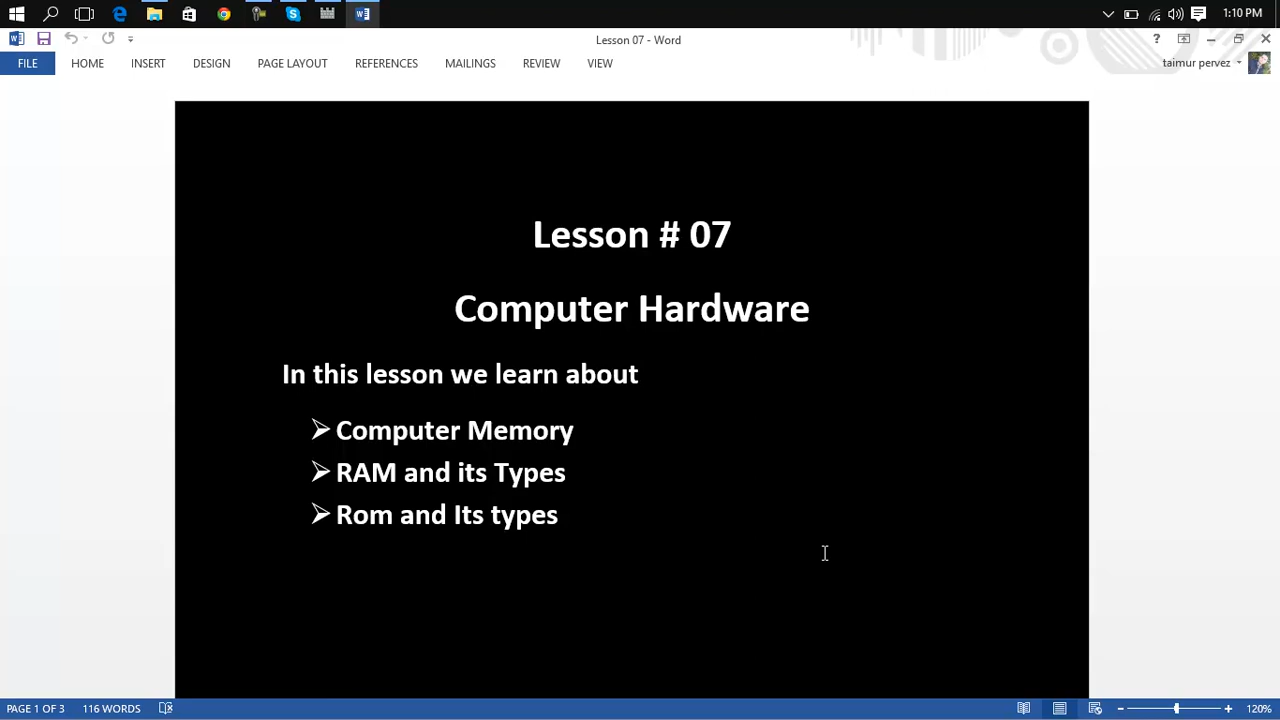 1:10 PM
Lesson 07 - Word
?
FILE HOME INSERT DESIGN PAGE LAYOUT REFERENCES MAILINGS REVIEW VIEW
taimur pervez
Lesson # 07
Computer Hardware
In this lesson we learn about
➢ Computer Memory
➢ RAM and its Types
➢ Rom and Its types
PAGE 1 OF 3 116 WORDS
120%